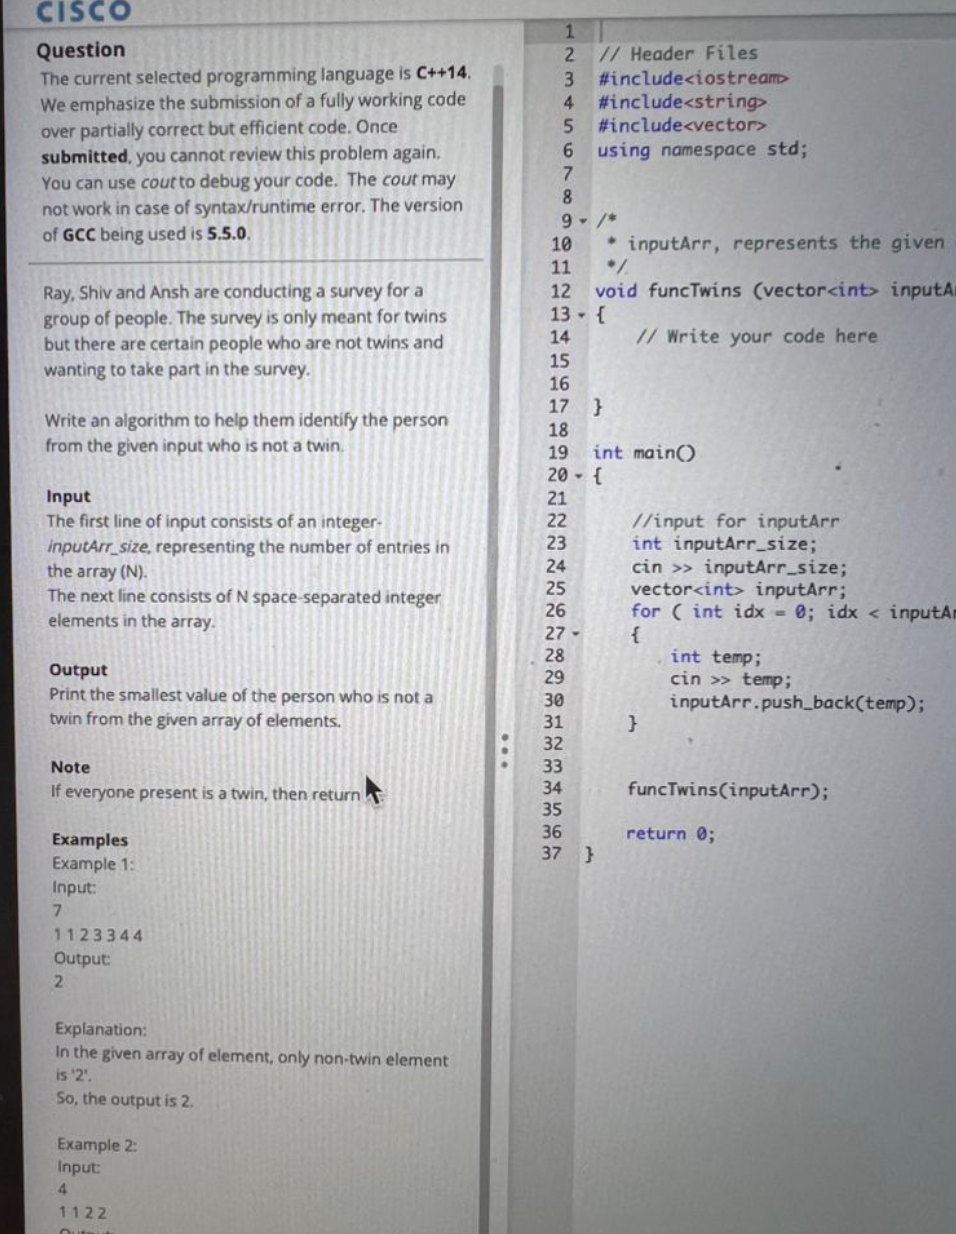 CISCO
Question
The current selected programming language is C++14.
We emphasize the submission of a fully working code
over partially correct but efficient code. Once
submitted, you cannot review this problem again.
You can use cout to debug your code. The cout may
not work in case of syntax/runtime error. The version
of GCC being used is 5.5.0.
Ray, Shiv and Ansh are conducting a survey for a
group of people. The survey is only meant for twins
but there are certain people who are not twins and
wanting to take part in the survey.
Write an algorithm to help them identify the person
from the given input who is not a twin.
Input
The first line of input consists of an integer-
inputArr_size, representing the number of entries in
the array (N).
The next line consists of N space-separated integer
elements in the array.
Output
Print the smallest value of the person who is not a
twin from the given array of elements.
Note
If everyone present is a twin, then return
Examples
Example 1:
Input:
7
1 1 2 3 3 4 4
Output:
2
Explanation:
In the given array of element, only non-twin element
is '2'.
So, the output is 2.
Example 2:
Input:
4
1 1 2 2
1
2 // Header Files
3 #include<iostream>
4 #include<string>
5 #include<vector>
6 using namespace std;
7
8
9 /*
10 * inputArr, represents the given
11 */
12 void funcTwins (vector<int> inputA
13 {
14 // Write your code here
15
16
17 }
18
19 int main()
20 {
21
22 //input for inputArr
23 int inputArr_size;
24 cin >> inputArr_size;
25 vector<int> inputArr;
26 for ( int idx = 0; idx < inputAr
27 {
28 int temp;
29 cin >> temp;
30 inputArr.push_back(temp);
31 }
32
33
34 funcTwins(inputArr);
35
36 return 0;
37 }